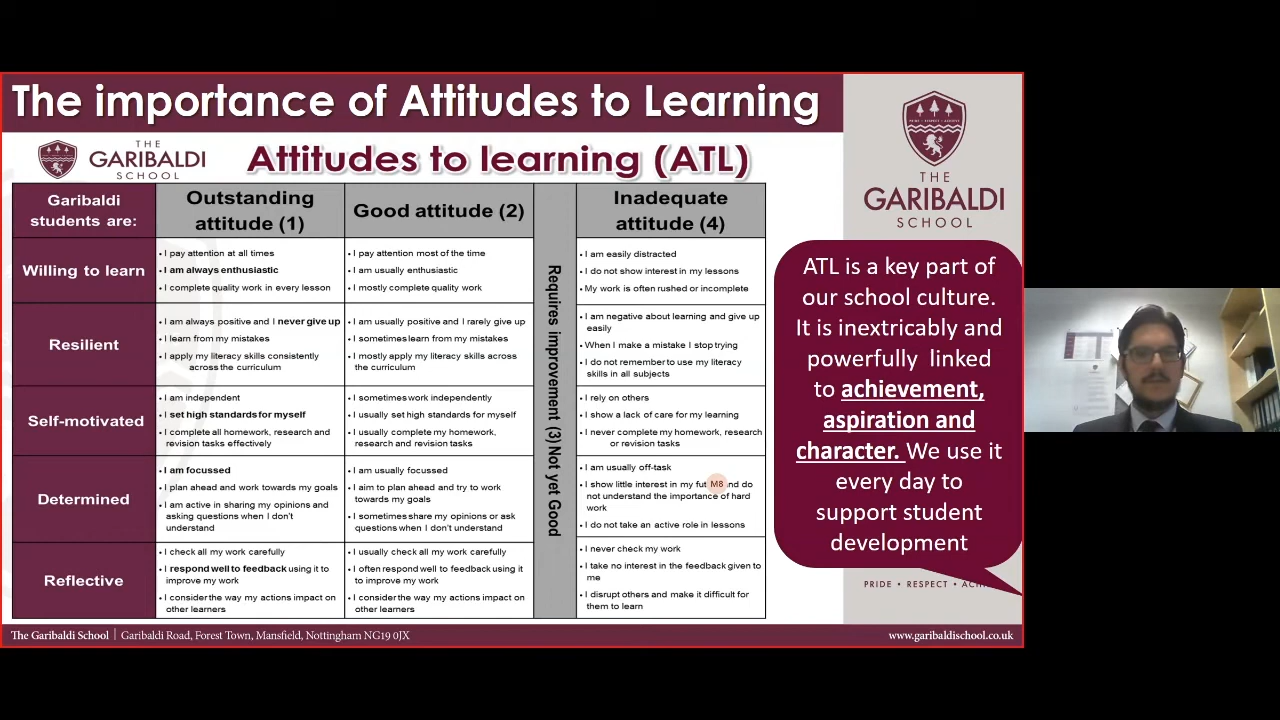 The importance of Attitudes to Learning
THE
GARIBALDI
SCHOOL
Attitudes to learning (ATL)
Garibaldi
students are:
Outstanding
attitude (1)
Good attitude (2)
Requires improvement (3) Not yet Good
Inadequate
attitude (4)
Willing to learn
• I pay attention at all times
• I am always enthusiastic
• I complete quality work in every lesson
• I pay attention most of the time
• I am usually enthusiastic
• I mostly complete quality work
• I am easily distracted
• I do not show interest in my lessons
• My work is often rushed or incomplete
Resilient
• I am always positive and I never give up
• I learn from my mistakes
• I apply my literacy skills consistently
across the curriculum
• I am usually positive and I rarely give up
• I sometimes learn from my mistakes
• I mostly apply my literacy skills across
the curriculum
• I am negative about learning and give up
easily
• When I make a mistake I stop trying
• I do not remember to use my literacy
skills in all subjects
Self-motivated
• I am independent
• I set high standards for myself
• I complete all homework, research and
revision tasks effectively
• I sometimes work independently
• I usually set high standards for myself
• I usually complete my homework,
research and revision tasks
• I rely on others
• I show a lack of care for my learning
• I never complete my homework, research
or revision tasks
Determined
• I am focussed
• I plan ahead and work towards my goals
• I am active in sharing my opinions and
asking questions when I don't
understand
• I am usually focussed
• I aim to plan ahead and try to work
towards my goals
• I sometimes share my opinions or ask
questions when I don't understand
• I am usually off-task
• I show little interest in my fut M8 nd do
not understand the importance of hard
work
• I do not take an active role in lessons
Reflective
• I check all my work carefully
• I respond well to feedback using it to
improve my work
• I consider the way my actions impact on
other learners
• I usually check all my work carefully
• I often respond well to feedback using it
to improve my work
• I consider the way my actions impact on
other learners
• I never check my work
• I take no interest in the feedback given to
me
• I disrupt others and make it difficult for
them to learn
PRIDE • RESPECT • ACHIEVE
THE
GARIBALDI
SCHOOL
ATL is a key part of
our school culture.
It is inextricably and
powerfully linked
to achievement,
aspiration and
character. We use it
every day to
support student
development
PRIDE • RESPECT • ACHI
The Garibaldi School | Garibaldi Road, Forest Town, Mansfield, Nottingham NG19 0JX
www.garibaldischool.co.uk